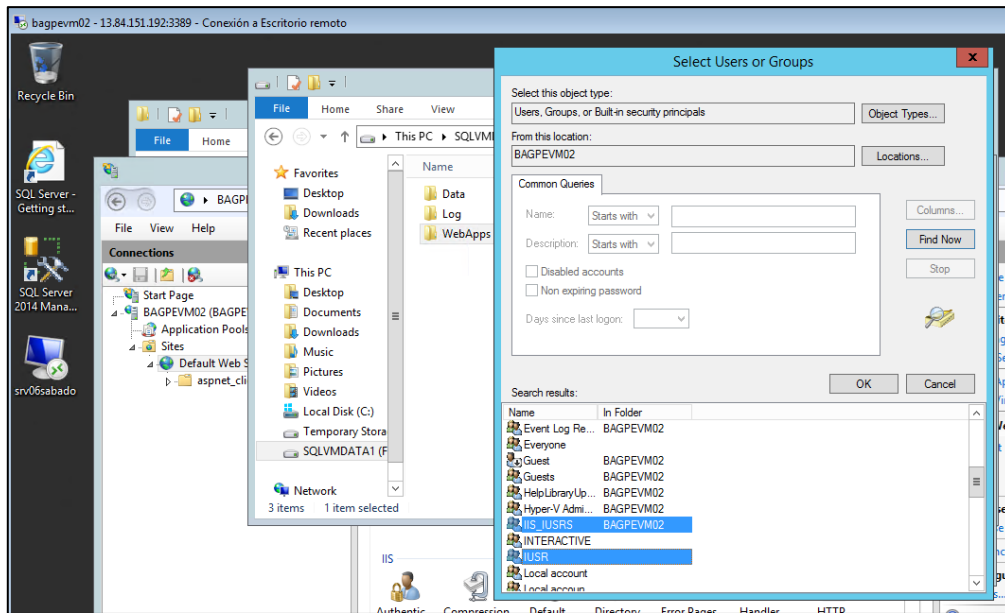 bagpevm02 - 13.84.151.192:3389 - Conexión a Escritorio remoto
Recycle Bin
SQL Server -
Getting st...
SQL Server
2014 Mana...
srv06sabado
File Home
BAGPE
File View Help
Connections
Start Page
BAGPEVM02 (BAGPE
Application Pools
Sites
Default Web S
aspnet_cli
File Home Share View
This PC SQLVM
Favorites
Desktop
Downloads
Recent places
This PC
Desktop
Documents
Downloads
Music
Pictures
Videos
Local Disk (C:)
Temporary Stora
SQLVMDATA1 (F
Network
Name
Data
Log
WebApps
3 items 1 item selected
IIS
Authentic Compression Default Directory Error Pages Handler HTTP
Select Users or Groups
x
Select this object type:
Users, Groups, or Built-in security principals
Object Types...
From this location:
BAGPEVM02
Locations...
Common Queries
Name: Starts with
Description: Starts with
Disabled accounts
Non expiring password
Days since last logon:
Columns...
Find Now
Stop
OK Cancel
Search results:
Name In Folder
Event Log Re... BAGPEVM02
Everyone
Guest BAGPEVM02
Guests BAGPEVM02
HelpLibraryUp... BAGPEVM02
Hyper-V Admi... BAGPEVM02
IIS_IUSRS BAGPEVM02
INTERACTIVE
IUSR
Local account
Local accoun